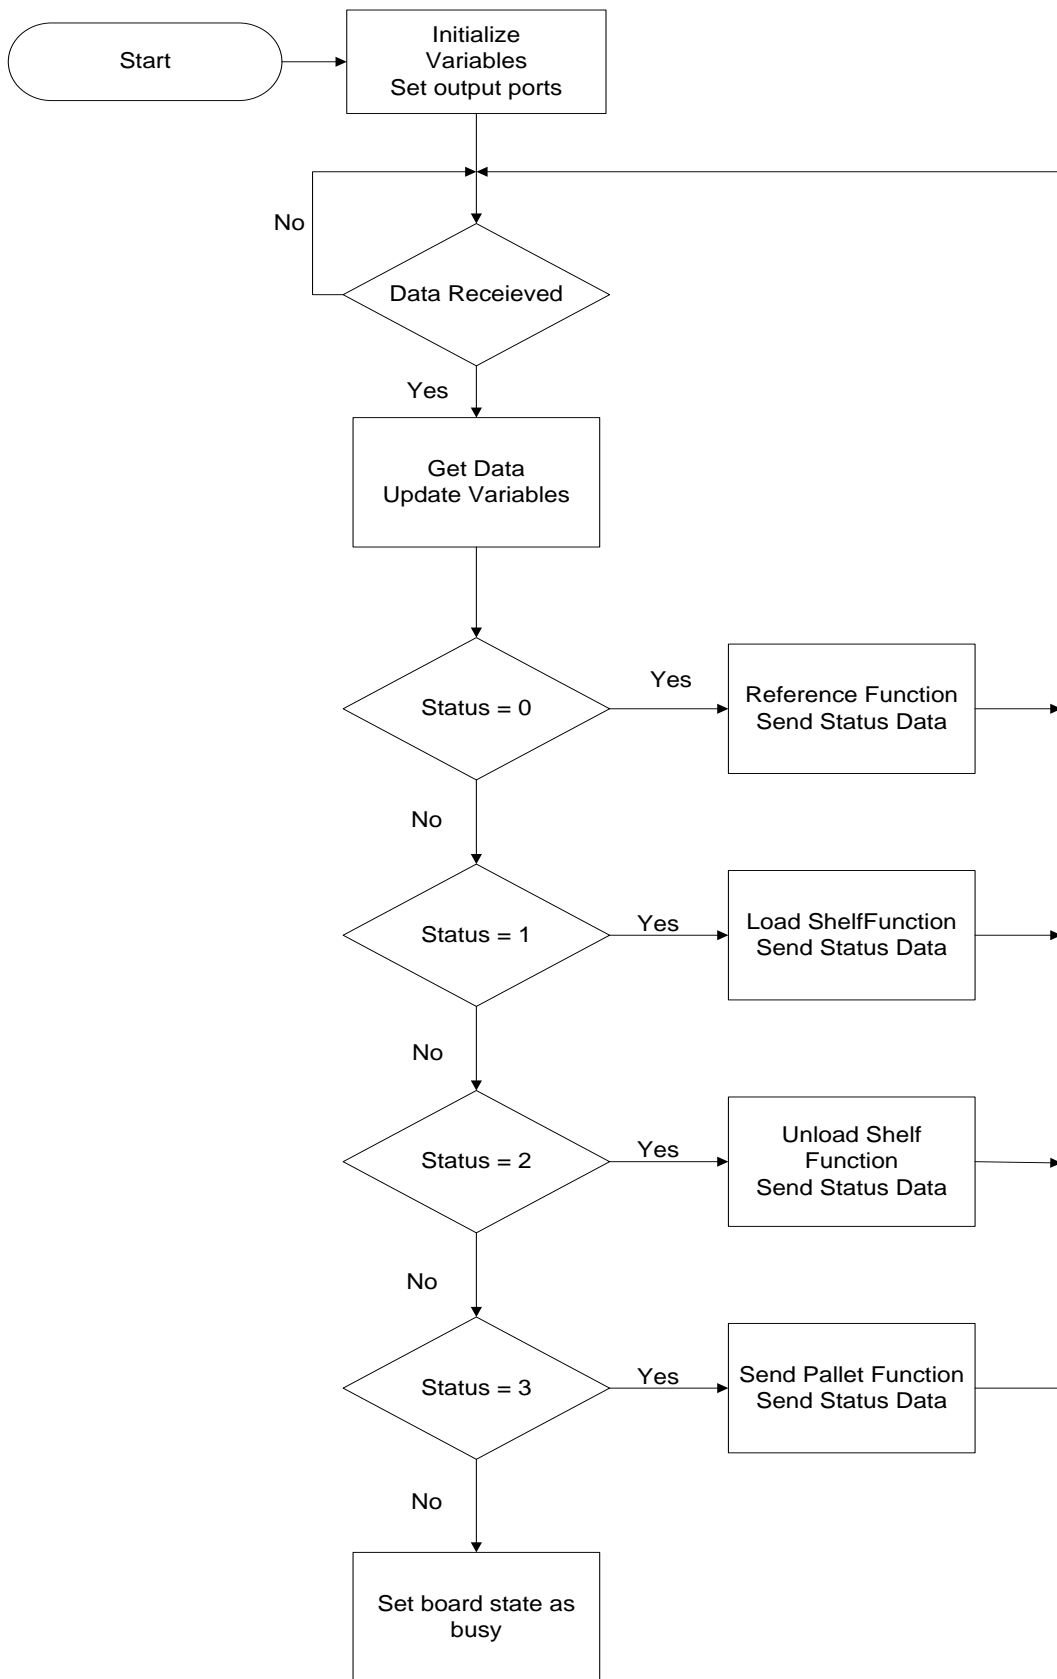 Start
Initialize
Variables
Set output ports
No
Data Receieved
Yes
Get Data
Update Variables
Status = 0
Yes
Reference Function
Send Status Data
No
Status = 1
Yes
Load ShelfFunction
Send Status Data
No
Status = 2
Yes
Unload Shelf
Function
Send Status Data
No
Status = 3
Yes
Send Pallet Function
Send Status Data
No
Set board state as
busy